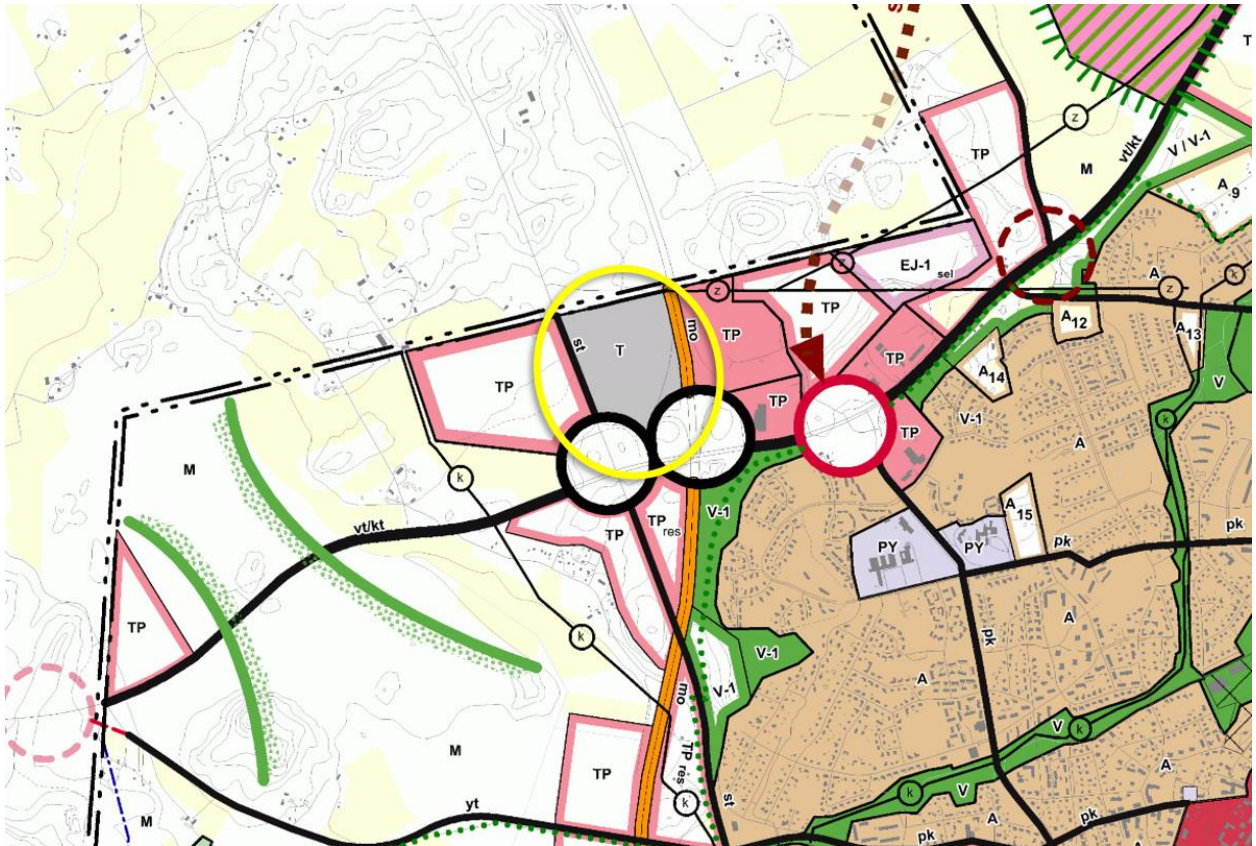 S
T
z
TP
V / V-1
M
vt/kt
A 9
z
EJ-1 sel
A
k
z
z
TP
mo
st
T
TP
A 12
A 13
TP
TP
A 14
V
TP
V-1
A
TP
k
M
k
V-1
TP res
A 15
vt/kt
TP
PY
PY
pk
pk
TP
k
A
pk
V-1
A
V-1
mo
V
k
M
TP res
TP
A
k
k
V
yt
st
M
pk
A
pk
A